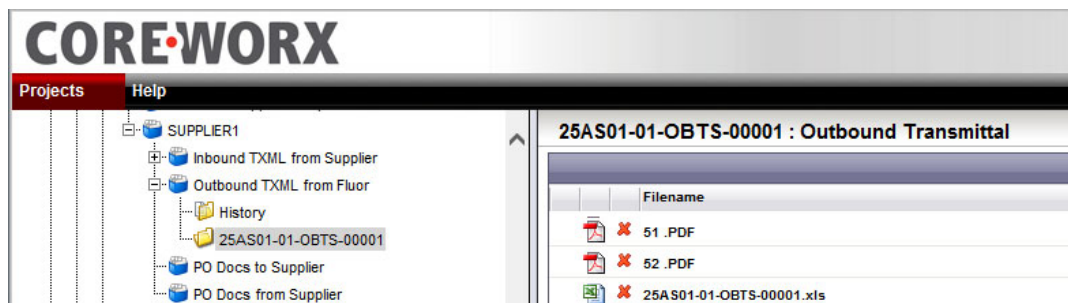 CORE•WORX
Projects Help
SUPPLIER1
Inbound TXML from Supplier
Outbound TXML from Fluor
History
25AS01-01-OBTS-00001
PO Docs to Supplier
PO Docs from Supplier
25AS01-01-OBTS-00001 : Outbound Transmittal
Filename
51 .PDF
52 .PDF
25AS01-01-OBTS-00001.xls